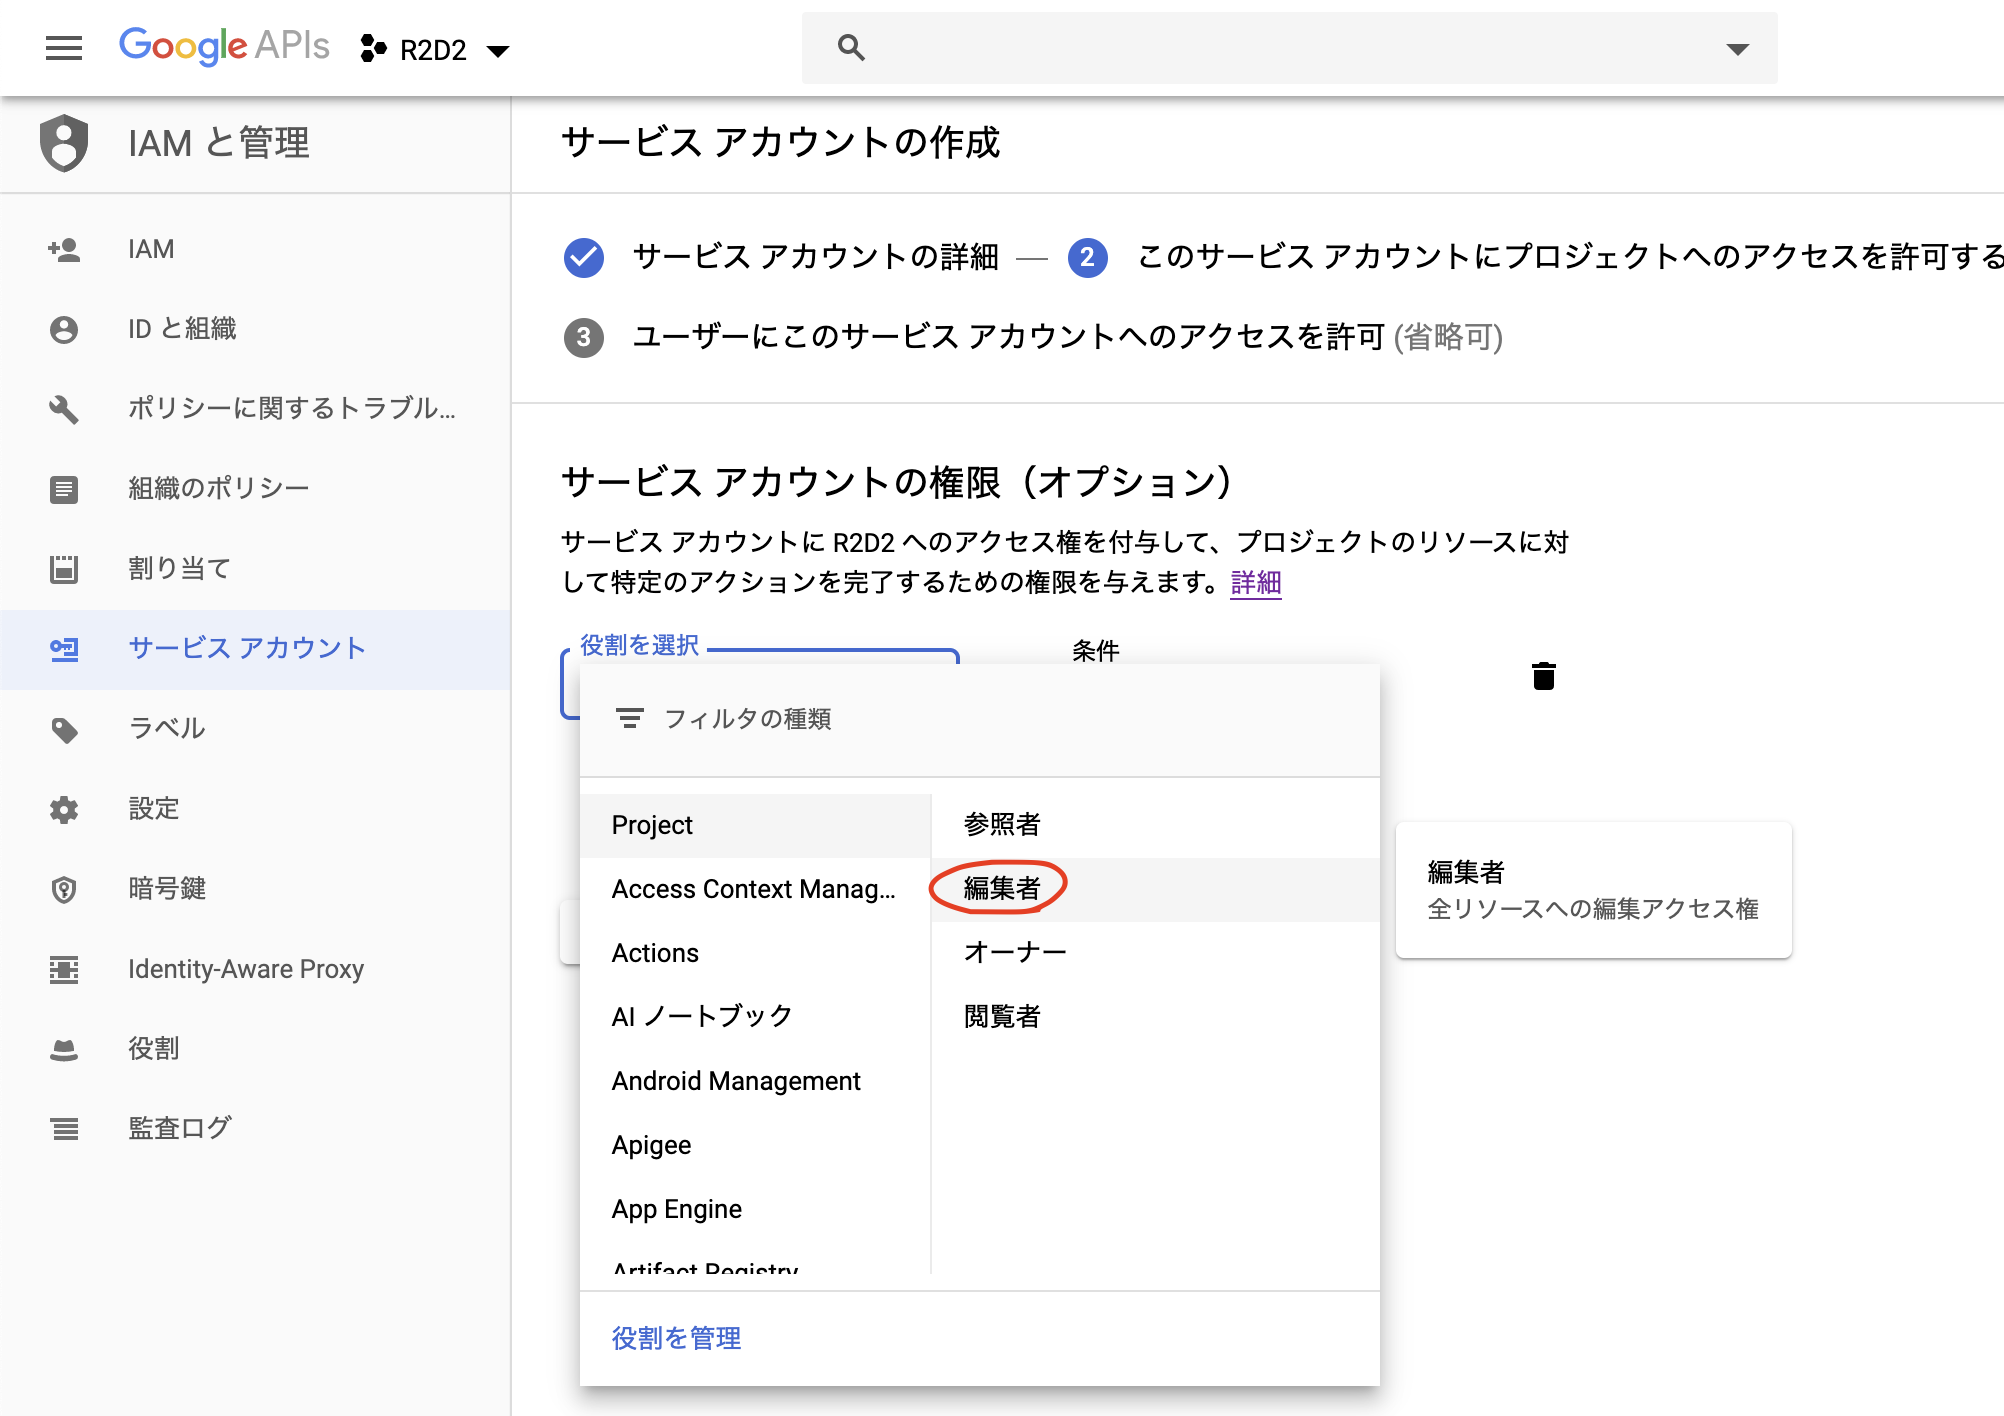 Google APIs R2D2
IAM と管理
IAM
ID と組織
ポリシーに関するトラブル...
組織のポリシー
割り当て
サービス アカウント
ラベル
設定
暗号鍵
Identity-Aware Proxy
役割
監査ログ
サービス アカウントの作成
サービス アカウントの詳細 — 2 このサービス アカウントにプロジェクトへのアクセスを許可する
3 ユーザーにこのサービス アカウントへのアクセスを許可 (省略可)
サービス アカウントの権限（オプション）
サービス アカウントに R2D2 へのアクセス権を付与して、プロジェクトのリソースに対
して特定のアクションを完了するための権限を与えます。詳細
役割を選択
条件
フィルタの種類
Project
Access Context Manag...
Actions
AI ノートブック
Android Management
Apigee
App Engine
Artifact Registry
参照者
編集者
オーナー
閲覧者
役割を管理
編集者
全リソースへの編集アクセス権